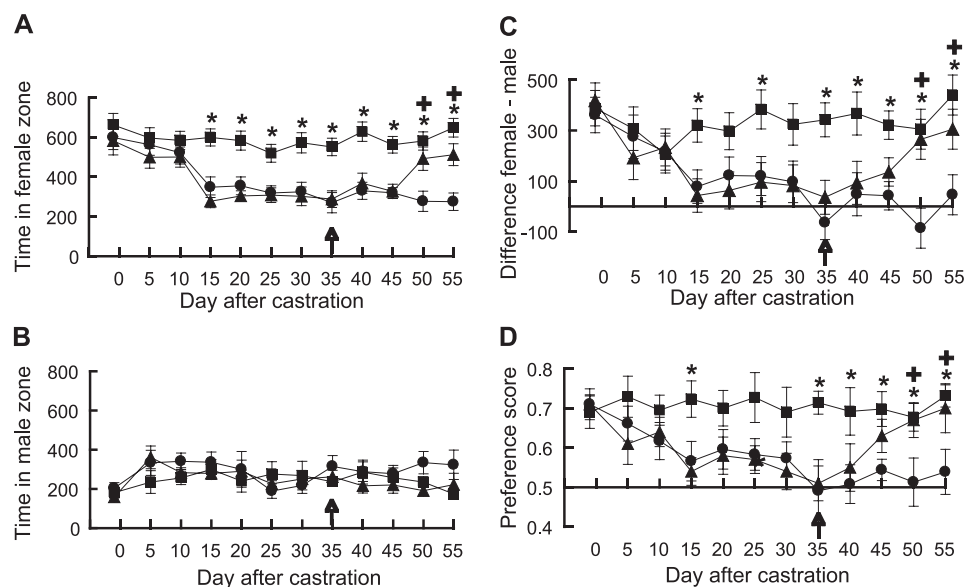 A
Time in female zone
800
600
400
200
0
* * * * * * * * *
+ +
0 5 10 15 20 25 30 35 40 45 50 55
Day after castration
B
Time in male zone
800
600
400
200
0
0 5 10 15 20 25 30 35 40 45 50 55
Day after castration
C
Difference female - male
500
300
100
-100
* * * * * * *
+ +
0 5 10 15 20 25 30 35 40 45 50 55
Day after castration
D
Preference score
0.8
0.7
0.6
0.5
0.4
* * * * * *
+ +
0 5 10 15 20 25 30 35 40 45 50 55
Day after castration